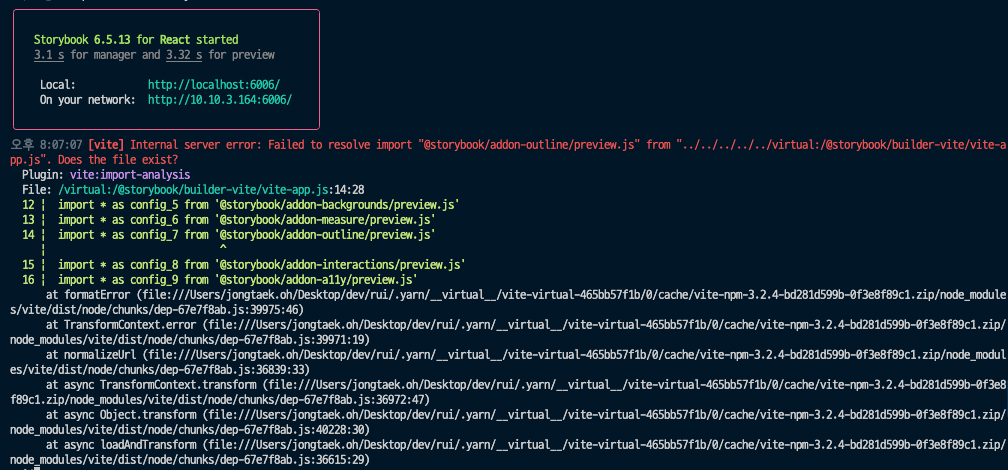 Storybook 6.5.13 for React started
3.1 s for manager and 3.32 s for preview
Local: http://localhost:6006/
On your network: http://10.10.3.164:6006/
오후 8:07:07 [vite] Internal server error: Failed to resolve import "@storybook/addon-outline/preview.js" from "../../../../../virtual:/@storybook/builder-vite/vite-a
pp.js". Does the file exist?
Plugin: vite:import-analysis
File: /virtual:/@storybook/builder-vite/vite-app.js:14:28
12 | import * as config_5 from '@storybook/addon-backgrounds/preview.js'
13 | import * as config_6 from '@storybook/addon-measure/preview.js'
14 | import * as config_7 from '@storybook/addon-outline/preview.js'
| ^
15 | import * as config_8 from '@storybook/addon-interactions/preview.js'
16 | import * as config_9 from '@storybook/addon-a11y/preview.js'
at formatError (file:///Users/jongtaek.oh/Desktop/dev/rui/.yarn/__virtual__/vite-virtual-465bb57f1b/0/cache/vite-npm-3.2.4-bd281d599b-0f3e8f89c1.zip/node_module
s/vite/dist/node/chunks/dep-67e7f8ab.js:39975:46)
at TransformContext.error (file:///Users/jongtaek.oh/Desktop/dev/rui/.yarn/__virtual__/vite-virtual-465bb57f1b/0/cache/vite-npm-3.2.4-bd281d599b-0f3e8f89c1.zip/
node_modules/vite/dist/node/chunks/dep-67e7f8ab.js:39971:19)
at normalizeUrl (file:///Users/jongtaek.oh/Desktop/dev/rui/.yarn/__virtual__/vite-virtual-465bb57f1b/0/cache/vite-npm-3.2.4-bd281d599b-0f3e8f89c1.zip/node_modul
es/vite/dist/node/chunks/dep-67e7f8ab.js:36839:33)
at async TransformContext.transform (file:///Users/jongtaek.oh/Desktop/dev/rui/.yarn/__virtual__/vite-virtual-465bb57f1b/0/cache/vite-npm-3.2.4-bd281d599b-0f3e8
f89c1.zip/node_modules/vite/dist/node/chunks/dep-67e7f8ab.js:36972:47)
at async Object.transform (file:///Users/jongtaek.oh/Desktop/dev/rui/.yarn/__virtual__/vite-virtual-465bb57f1b/0/cache/vite-npm-3.2.4-bd281d599b-0f3e8f89c1.zip/
node_modules/vite/dist/node/chunks/dep-67e7f8ab.js:40228:30)
at async loadAndTransform (file:///Users/jongtaek.oh/Desktop/dev/rui/.yarn/__virtual__/vite-virtual-465bb57f1b/0/cache/vite-npm-3.2.4-bd281d599b-0f3e8f89c1.zip/
node_modules/vite/dist/node/chunks/dep-67e7f8ab.js:36615:29)